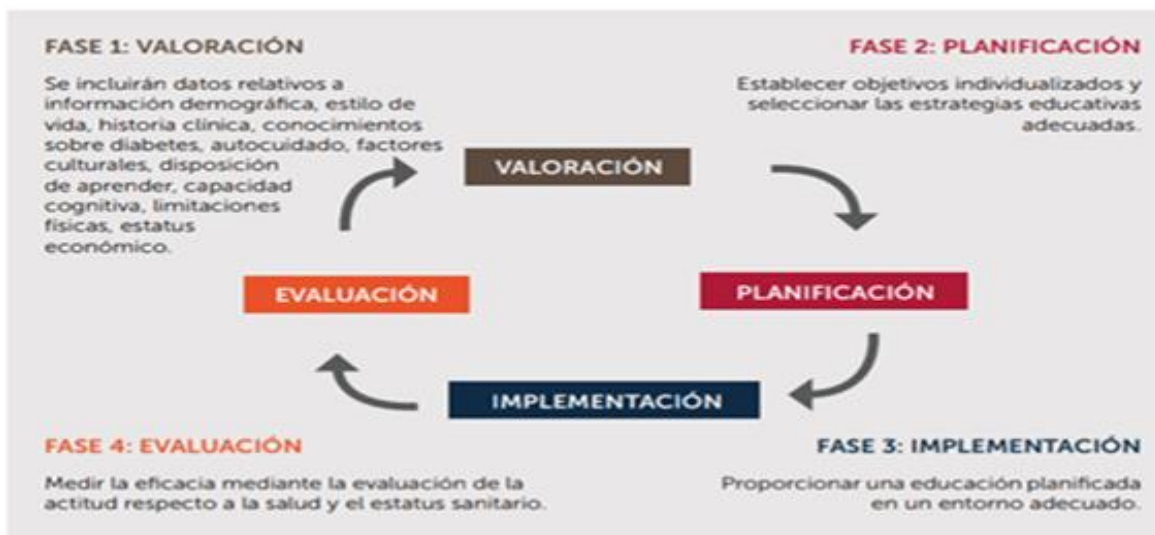 FASE 1: VALORACIÓN
Se incluirán datos relativos a
información demográfica, estilo de
vida, historia clínica, conocimientos
sobre diabetes, autocuidado, factores
culturales, disposición
de aprender, capacidad
cognitiva, limitaciones
físicas, estatus
económico.
FASE 2: PLANIFICACIÓN
Establecer objetivos individualizados y
seleccionar las estrategias educativas
adecuadas.
VALORACIÓN
EVALUACIÓN
PLANIFICACIÓN
IMPLEMENTACIÓN
FASE 4: EVALUACIÓN
Medir la eficacia mediante la evaluación de la
actitud respecto a la salud y el estatus sanitario.
FASE 3: IMPLEMENTACIÓN
Proporcionar una educación planificada
en un entorno adecuado.